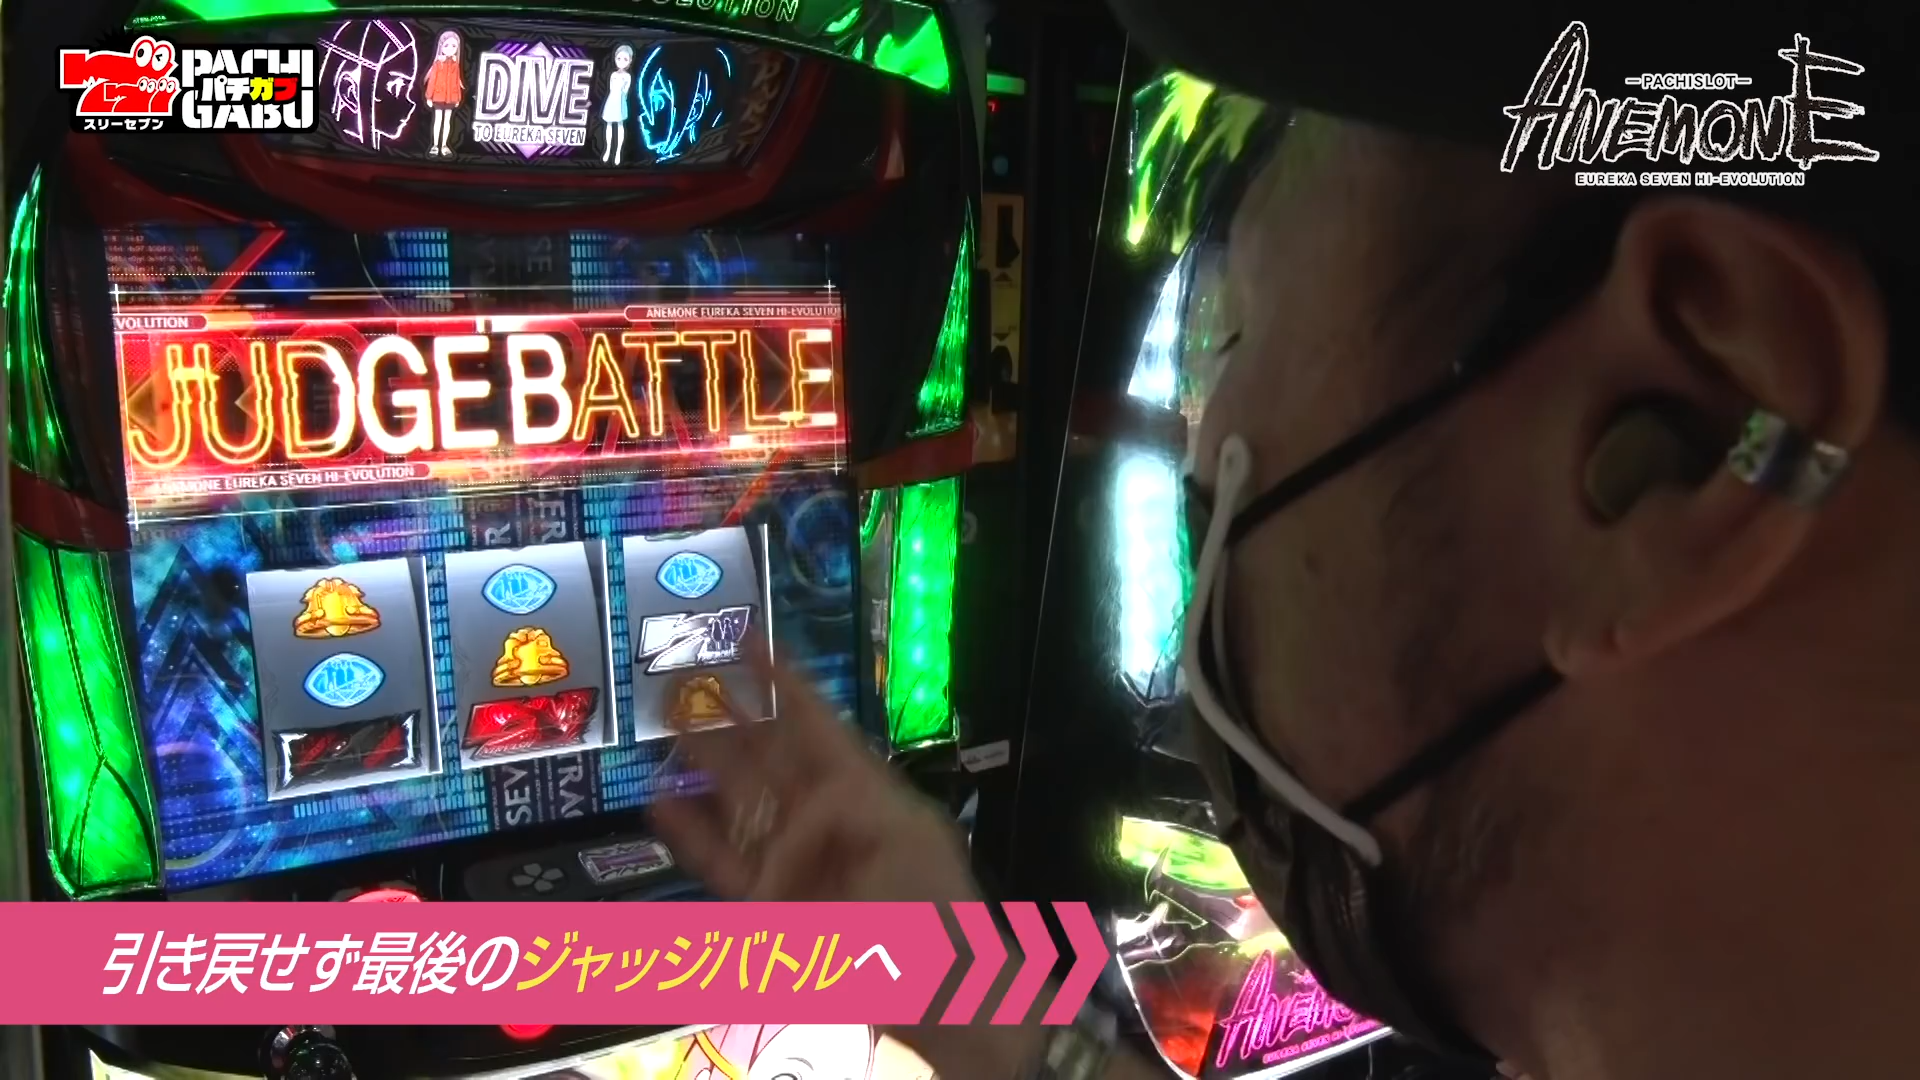 PACHI
パチガブ
GABU
スリーセブン
DIVE
TO EUREKA SEVEN
―PACHISLOT―
ANEMONE
EUREKA SEVEN HI-EVOLUTION
VOLUTION
ANEMONE EUREKA SEVEN HI-EVOLUTION
JUDGE BATTLE
ANEMONE EUREKA SEVEN HI-EVOLUTION
引き戻せず最後のジャッジバトルへ